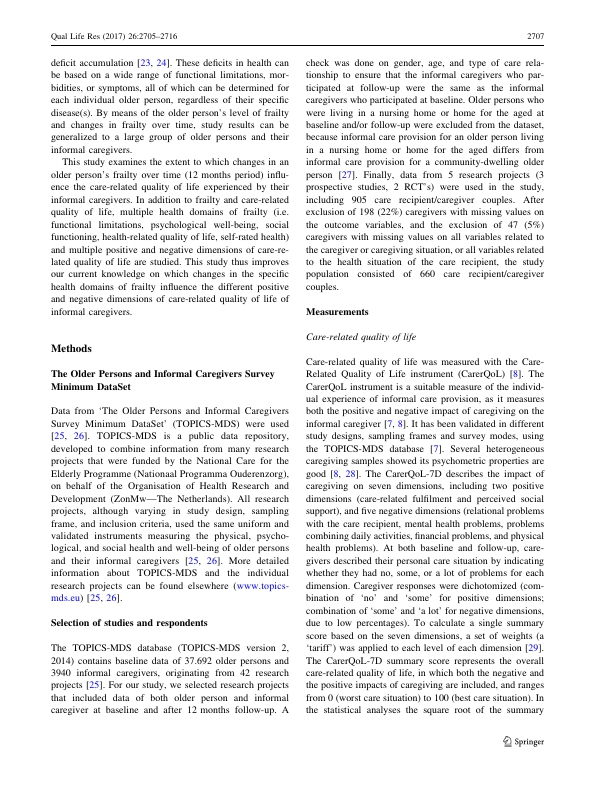 Qual Life Res (2017) 26:2705–2716
2707
deficit accumulation [23, 24]. These deficits in health can
be based on a wide range of functional limitations, mor-
bidities, or symptoms, all of which can be determined for
each individual older person, regardless of their specific
disease(s). By means of the older person's level of frailty
and changes in frailty over time, study results can be
generalized to a large group of older persons and their
informal caregivers.
This study examines the extent to which changes in an
older person's frailty over time (12 months period) influ-
ence the care-related quality of life experienced by their
informal caregivers. In addition to frailty and care-related
quality of life, multiple health domains of frailty (i.e.
functional limitations, psychological well-being, social
functioning, health-related quality of life, self-rated health)
and multiple positive and negative dimensions of care-re-
lated quality of life are studied. This study thus improves
our current knowledge on which changes in the specific
health domains of frailty influence the different positive
and negative dimensions of care-related quality of life of
informal caregivers.
Methods
The Older Persons and Informal Caregivers Survey
Minimum DataSet
Data from 'The Older Persons and Informal Caregivers
Survey Minimum DataSet' (TOPICS-MDS) were used
[25, 26]. TOPICS-MDS is a public data repository,
developed to combine information from many research
projects that were funded by the National Care for the
Elderly Programme (Nationaal Programma Ouderenzorg),
on behalf of the Organisation of Health Research and
Development (ZonMw—The Netherlands). All research
projects, although varying in study design, sampling
frame, and inclusion criteria, used the same uniform and
validated instruments measuring the physical, psycho-
logical, and social health and well-being of older persons
and their informal caregivers [25, 26]. More detailed
information about TOPICS-MDS and the individual
research projects can be found elsewhere (www.topics-
mds.eu) [25, 26].
Selection of studies and respondents
The TOPICS-MDS database (TOPICS-MDS version 2,
2014) contains baseline data of 37.692 older persons and
3940 informal caregivers, originating from 42 research
projects [25]. For our study, we selected research projects
that included data of both older person and informal
caregiver at baseline and after 12 months follow-up. A
check was done on gender, age, and type of care rela-
tionship to ensure that the informal caregivers who par-
ticipated at follow-up were the same as the informal
caregivers who participated at baseline. Older persons who
were living in a nursing home or home for the aged at
baseline and/or follow-up were excluded from the dataset,
because informal care provision for an older person living
in a nursing home or home for the aged differs from
informal care provision for a community-dwelling older
person [27]. Finally, data from 5 research projects (3
prospective studies, 2 RCT's) were used in the study,
including 905 care recipient/caregiver couples. After
exclusion of 198 (22%) caregivers with missing values on
the outcome variables, and the exclusion of 47 (5%)
caregivers with missing values on all variables related to
the caregiver or caregiving situation, or all variables related
to the health situation of the care recipient, the study
population consisted of 660 care recipient/caregiver
couples.
Measurements
Care-related quality of life
Care-related quality of life was measured with the Care-
Related Quality of Life instrument (CarerQoL) [8]. The
CarerQoL instrument is a suitable measure of the individ-
ual experience of informal care provision, as it measures
both the positive and negative impact of caregiving on the
informal caregiver [7, 8]. It has been validated in different
study designs, sampling frames and survey modes, using
the TOPICS-MDS database [7]. Several heterogeneous
caregiving samples showed its psychometric properties are
good [8, 28]. The CarerQoL-7D describes the impact of
caregiving on seven dimensions, including two positive
dimensions (care-related fulfilment and perceived social
support), and five negative dimensions (relational problems
with the care recipient, mental health problems, problems
combining daily activities, financial problems, and physical
health problems). At both baseline and follow-up, care-
givers described their personal care situation by indicating
whether they had no, some, or a lot of problems for each
dimension. Caregiver responses were dichotomized (com-
bination of 'no' and 'some' for positive dimensions;
combination of 'some' and 'a lot' for negative dimensions,
due to low percentages). To calculate a single summary
score based on the seven dimensions, a set of weights (a
'tariff') was applied to each level of each dimension [29].
The CarerQoL-7D summary score represents the overall
care-related quality of life, in which both the negative and
the positive impacts of caregiving are included, and ranges
from 0 (worst care situation) to 100 (best care situation). In
the statistical analyses the square root of the summary
Springer